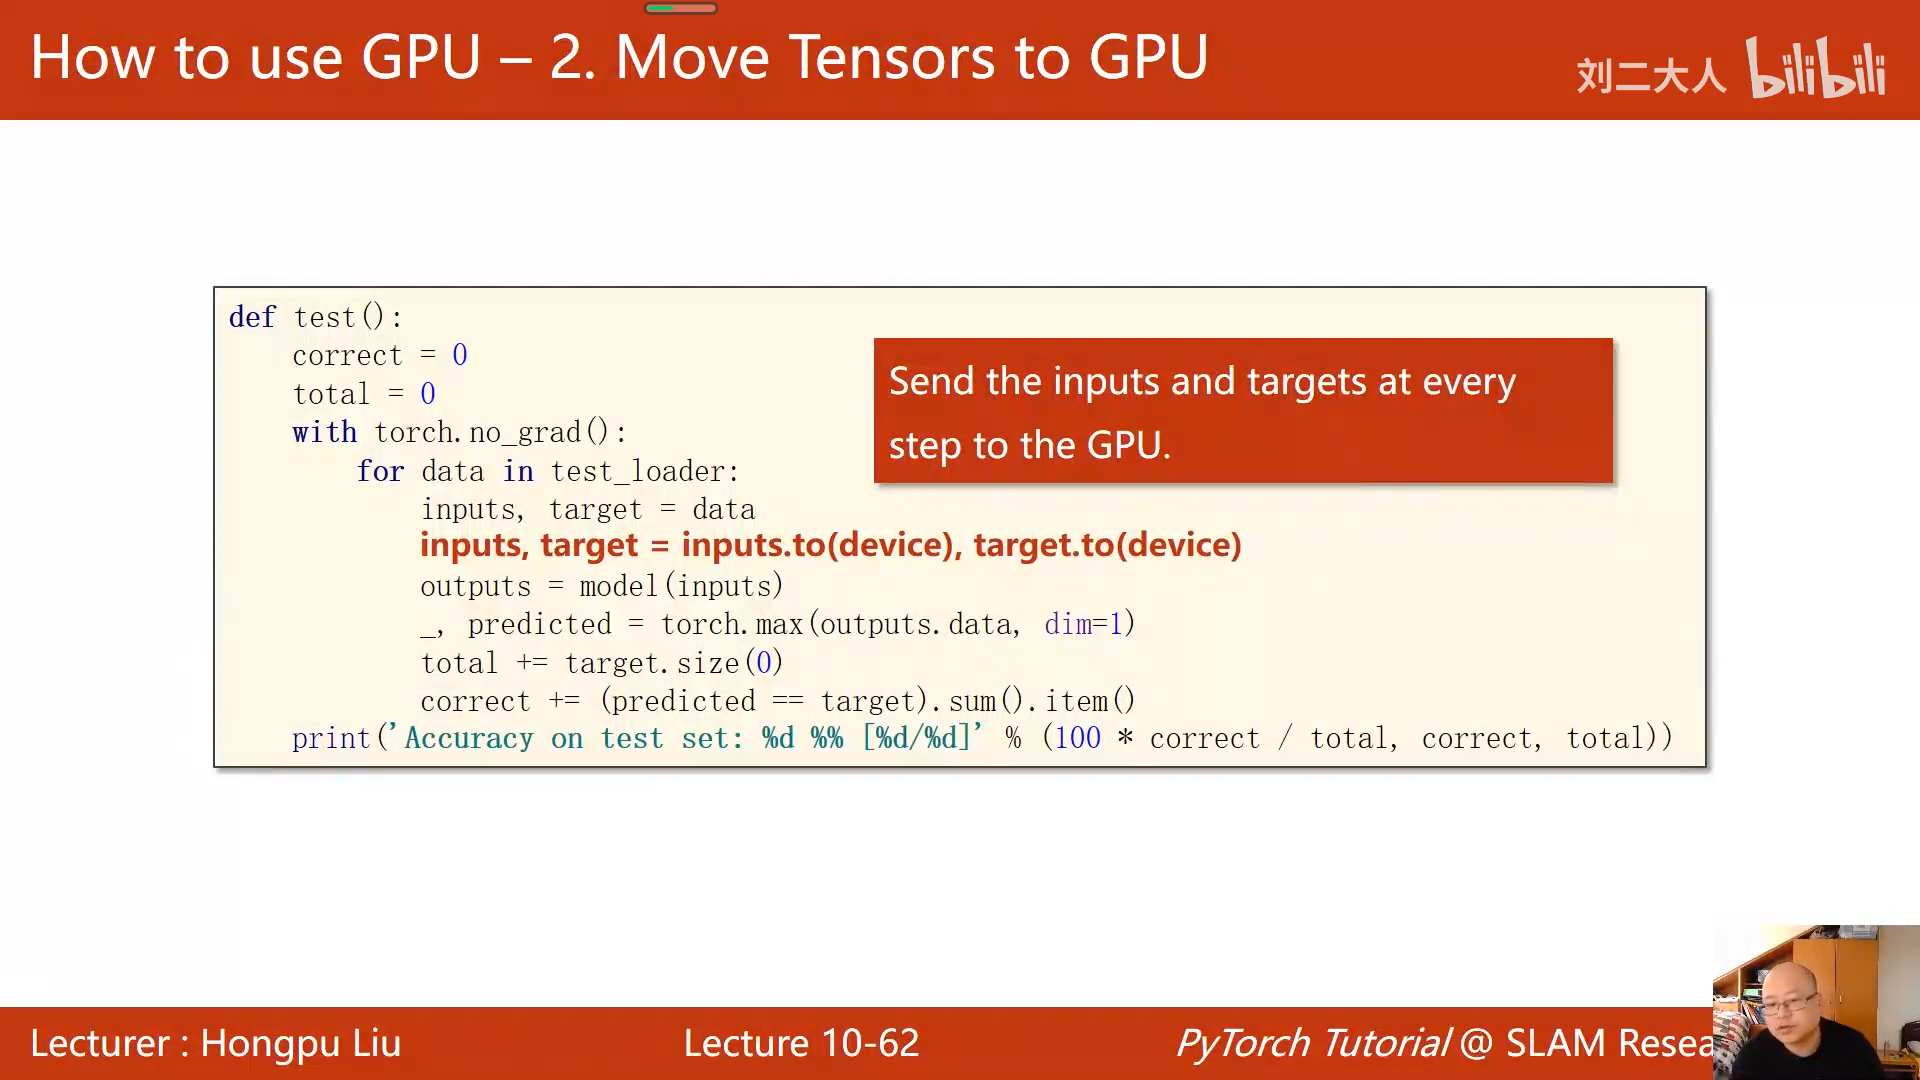 How to use GPU – 2. Move Tensors to GPU
刘二大人 bilibili
def test():
    correct = 0
    total = 0
    with torch.no_grad():
        for data in test_loader:
            inputs, target = data
            inputs, target = inputs.to(device), target.to(device)
            outputs = model(inputs)
            _, predicted = torch.max(outputs.data, dim=1)
            total += target.size(0)
            correct += (predicted == target).sum().item()
    print('Accuracy on test set: %d %% [%d/%d]' % (100 * correct / total, correct, total))
Send the inputs and targets at every
step to the GPU.
Lecturer : Hongpu Liu
Lecture 10-62
PyTorch Tutorial @ SLAM Resea